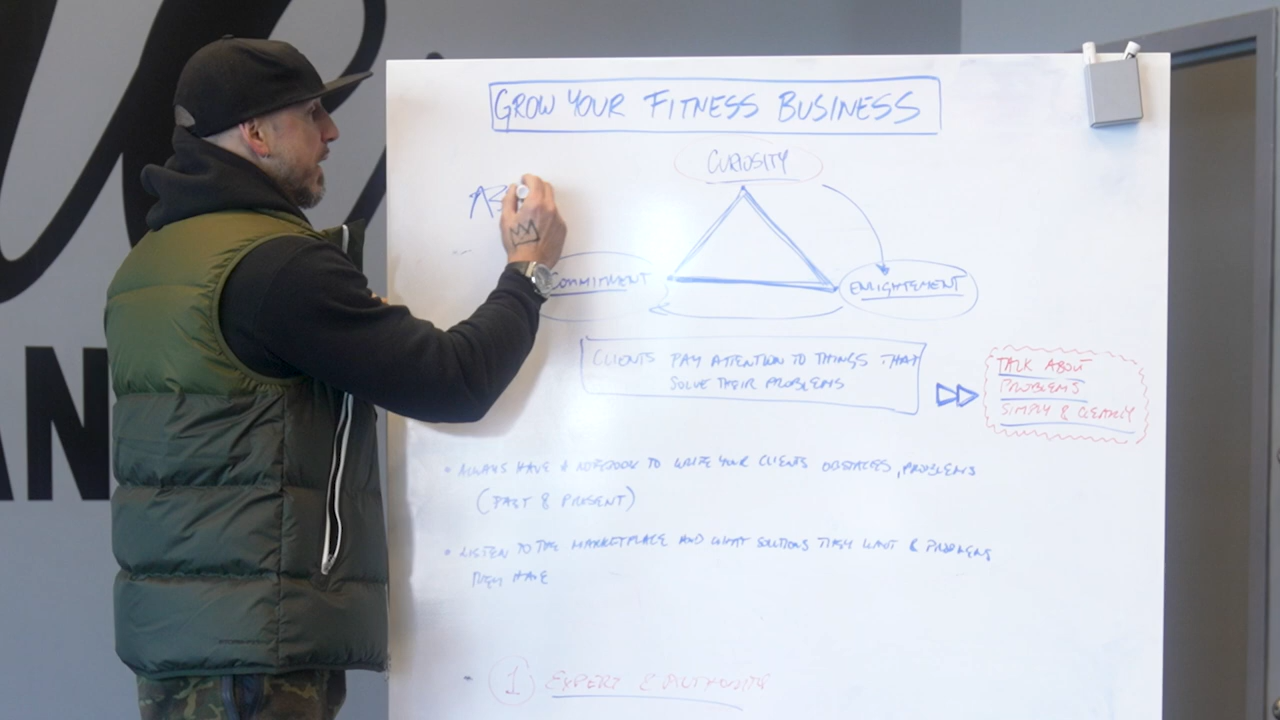 GROW YOUR FITNESS BUSINESS
CURIOSITY
COMMITMENT
ENLIGHTEMENT
CLIENTS PAY ATTENTION TO THINGS THAT
SOLVE THEIR PROBLEMS
TALK ABOUT
PROBLEMS
SIMPLY & CLEARLY
• ALWAYS HAVE A NOTEBOOK TO WRITE YOUR CLIENTS OBSTACLES, PROBLEMS
(PAST & PRESENT)
• LISTEN TO THE MARKETPLACE AND WHAT SOLUTIONS THEY WANT & PROBLEMS
THEY HAVE
1 EXPERT & AUTHORITY
AN